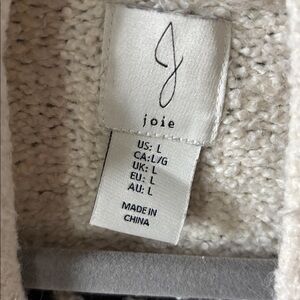 J
joie
US: L
CA:L/G
UK: L
EU: L
AU: L
MADE IN
CHINA